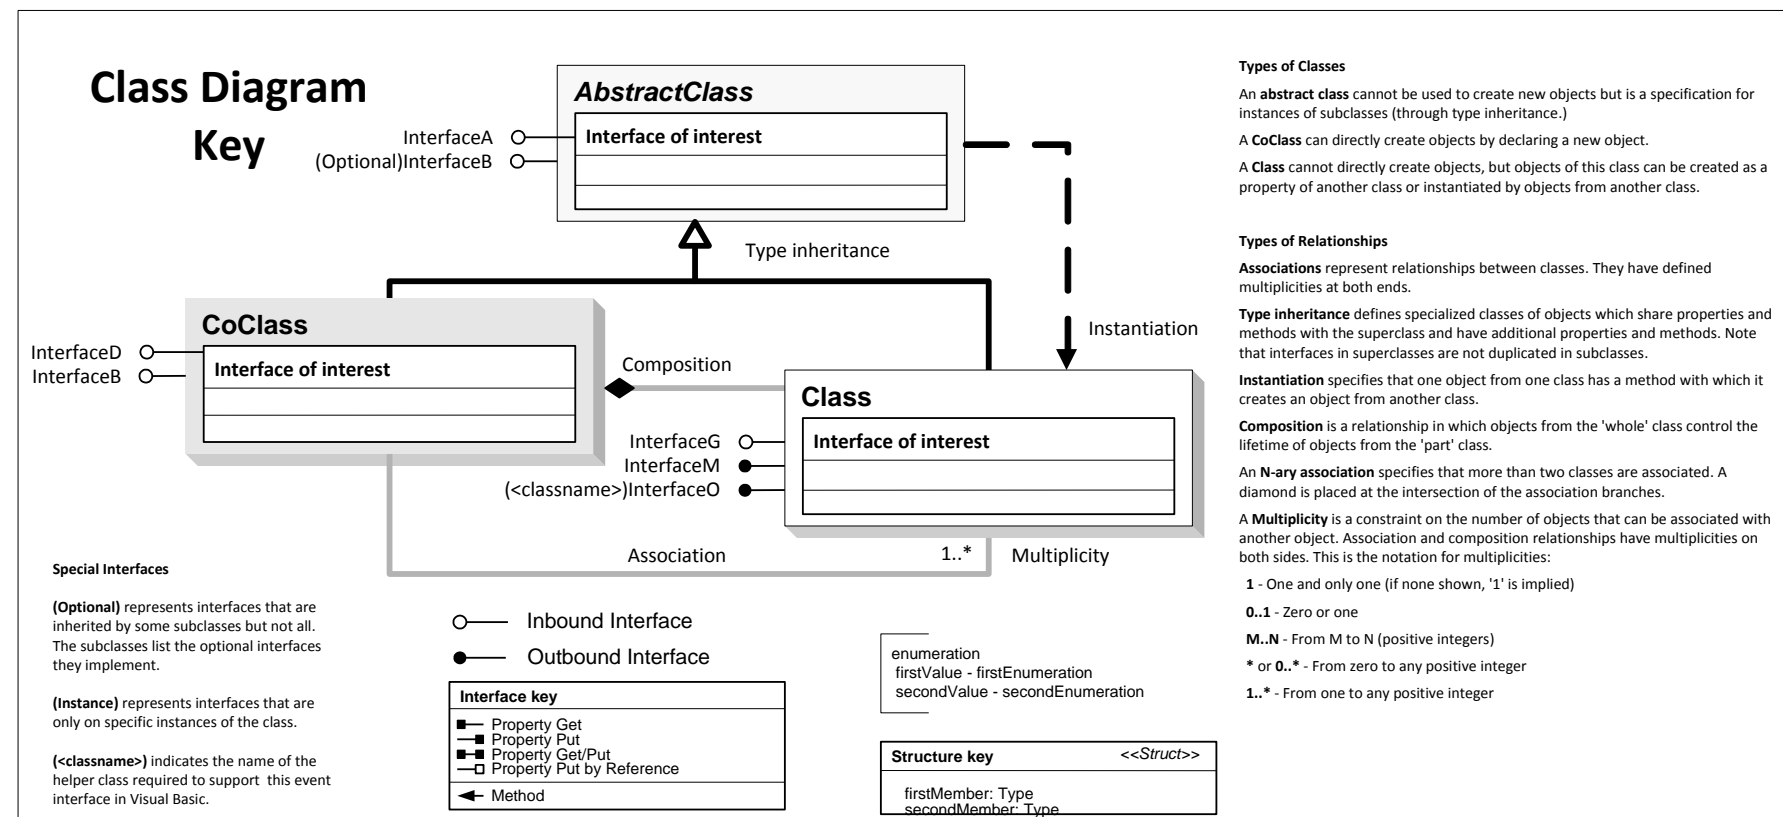 Class Diagram
Key
AbstractClass
Interface of interest
InterfaceA
(Optional)InterfaceB
Type inheritance
CoClass
Interface of interest
InterfaceD
InterfaceB
Composition
Instantiation
Class
Interface of interest
InterfaceG
InterfaceM
(<classname>)InterfaceO
Association
1..*
Multiplicity
Special Interfaces
(Optional) represents interfaces that are
inherited by some subclasses but not all.
The subclasses list the optional interfaces
they implement.
(Instance) represents interfaces that are
only on specific instances of the class.
(<classname>) indicates the name of the
helper class required to support  this event
interface in Visual Basic.
Inbound Interface
Outbound Interface
Interface key
Property Get
Property Put
Property Get/Put
Property Put by Reference
Method
enumeration
firstValue - firstEnumeration
secondValue - secondEnumeration
Structure key <<Struct>>
firstMember: Type
secondMember: Type
Types of Classes
An abstract class cannot be used to create new objects but is a specification for
instances of subclasses (through type inheritance.)
A CoClass can directly create objects by declaring a new object.
A Class cannot directly create objects, but objects of this class can be created as a
property of another class or instantiated by objects from another class.
Types of Relationships
Associations represent relationships between classes. They have defined
multiplicities at both ends.
Type inheritance defines specialized classes of objects which share properties and
methods with the superclass and have additional properties and methods. Note
that interfaces in superclasses are not duplicated in subclasses.
Instantiation specifies that one object from one class has a method with which it
creates an object from another class.
Composition is a relationship in which objects from the 'whole' class control the
lifetime of objects from the 'part' class.
An N-ary association specifies that more than two classes are associated. A
diamond is placed at the intersection of the association branches.
A Multiplicity is a constraint on the number of objects that can be associated with
another object. Association and composition relationships have multiplicities on
both sides. This is the notation for multiplicities:
1 - One and only one (if none shown, '1' is implied)
0..1 - Zero or one
M..N - From M to N (positive integers)
* or 0..* - From zero to any positive integer
1..* - From one to any positive integer